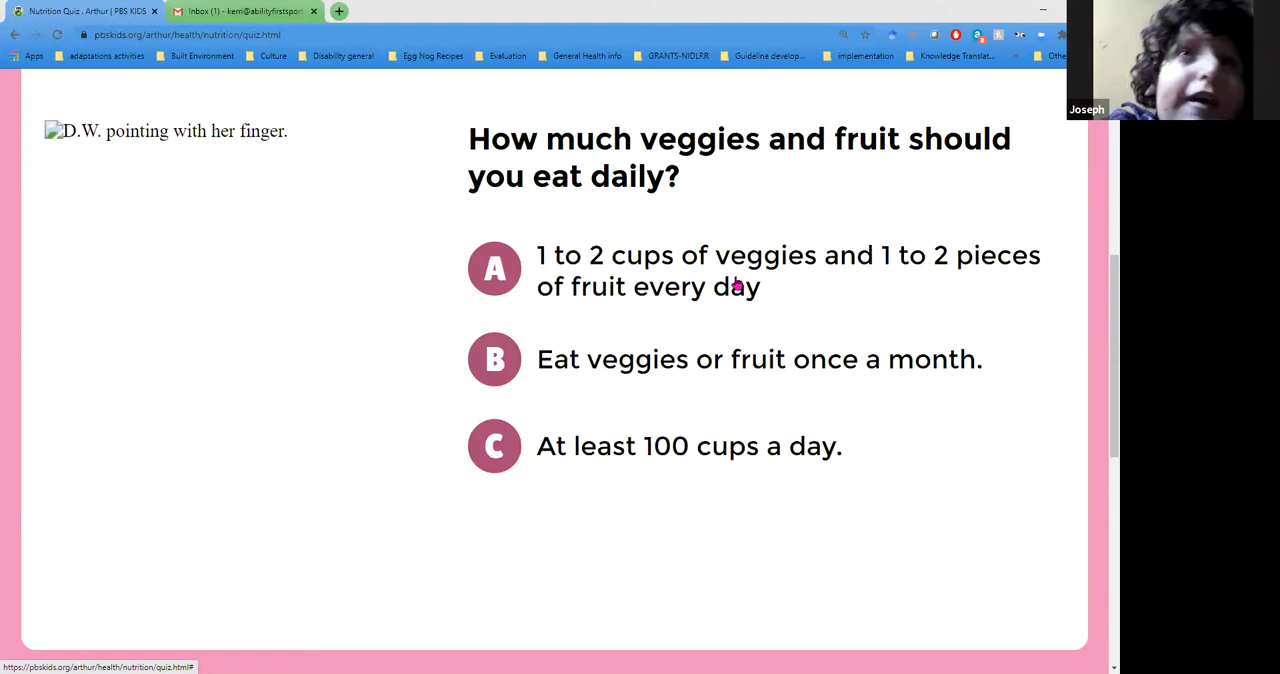 Nutrition Quiz . Arthur | PBS KIDS
Inbox (1) - kerri@abilityfirstspor
pbskids.org/arthur/health/nutrition/quiz.html
Apps
adaptations activities
Built Environment
Culture
Disability general
Egg Nog Recipes
Evaluation
General Health info
GRANTS-NIDLRR
Guideline develop...
implementation
Knowledge Translat...
Othe
Joseph
D.W. pointing with her finger.
How much veggies and fruit should
you eat daily?
A
1 to 2 cups of veggies and 1 to 2 pieces
of fruit every day
B
Eat veggies or fruit once a month.
C
At least 100 cups a day.
https://pbskids.org/arthur/health/nutrition/quiz.html#